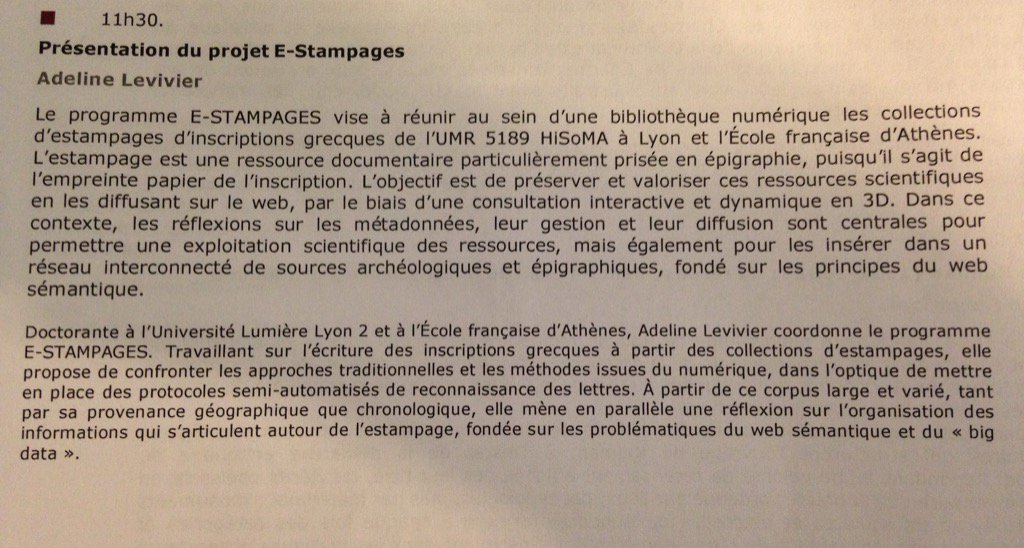 11h30.
Présentation du projet E-Stampages
Adeline Levivier
Le programme E-STAMPAGES vise à réunir au sein d'une bibliothèque numérique les collections
d'estampages d'inscriptions grecques de l'UMR 5189 HiSoMA à Lyon et l'École française d'Athènes.
L'estampage est une ressource documentaire particulièrement prisée en épigraphie, puisqu'il s'agit de
l'empreinte papier de l'inscription. L'objectif est de préserver et valoriser ces ressources scientifiques
en les diffusant sur le web, par le biais d'une consultation interactive et dynamique en 3D. Dans ce
contexte, les réflexions sur les métadonnées, leur gestion et leur diffusion sont centrales pour
permettre une exploitation scientifique des ressources, mais également pour les insérer dans un
réseau interconnecté de sources archéologiques et épigraphiques, fondé sur les principes du web
sémantique.
Doctorante à l'Université Lumière Lyon 2 et à l'École française d'Athènes, Adeline Levivier coordonne le programme
E-STAMPAGES. Travaillant sur l'écriture des inscriptions grecques à partir des collections d'estampages, elle
propose de confronter les approches traditionnelles et les méthodes issues du numérique, dans l'optique de mettre
en place des protocoles semi-automatisés de reconnaissance des lettres. À partir de ce corpus large et varié, tant
par sa provenance géographique que chronologique, elle mène en parallèle une réflexion sur l'organisation des
informations qui s'articulent autour de l'estampage, fondée sur les problématiques du web sémantique et du « big
data ».